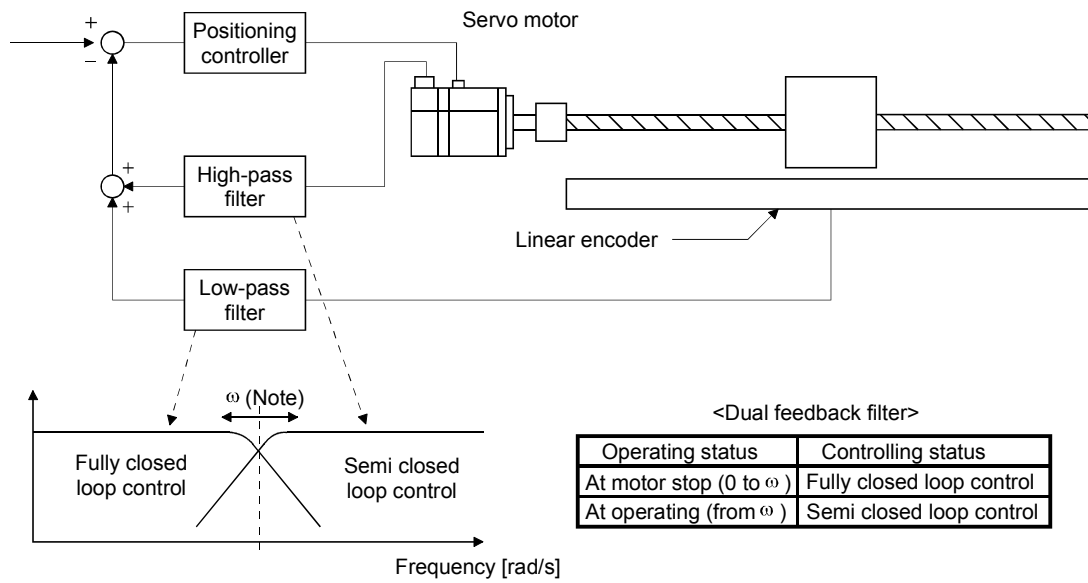 +
−
Positioning
controller
Servo motor
+
+
High-pass
filter
Linear encoder
Low-pass
filter
ω (Note)
Fully closed
loop control
Semi closed
loop control
Frequency [rad/s]
<Dual feedback filter>
Operating status Controlling status
At motor stop (0 to ω ) Fully closed loop control
At operating (from ω ) Semi closed loop control